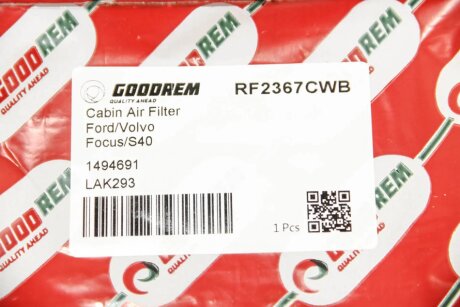 GOODREM
QUALITY AHEAD
GOODREM RF2367CWB
QUALITY AHEAD
Cabin Air Filter
Ford/Volvo
Focus/S40
1494691
LAK293
1 Pcs
GOODREM
QUALITY AHEAD
GOODREM